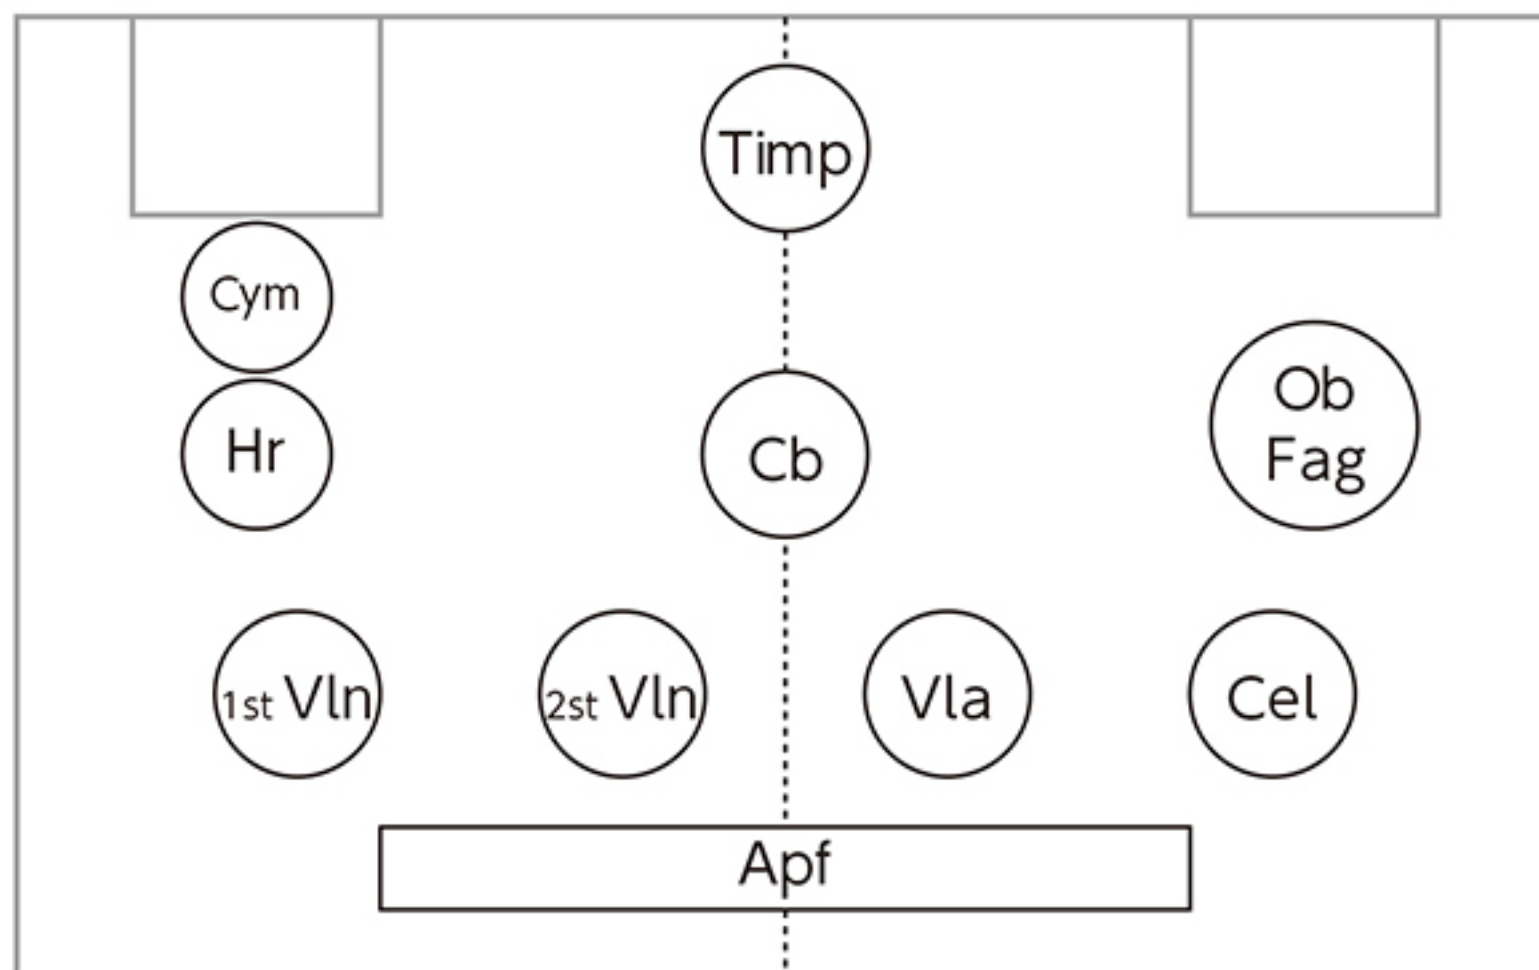 Timp
Cym
Hr
Cb
Ob
Fag
1st Vln
2st Vln
Vla
Cel
Apf